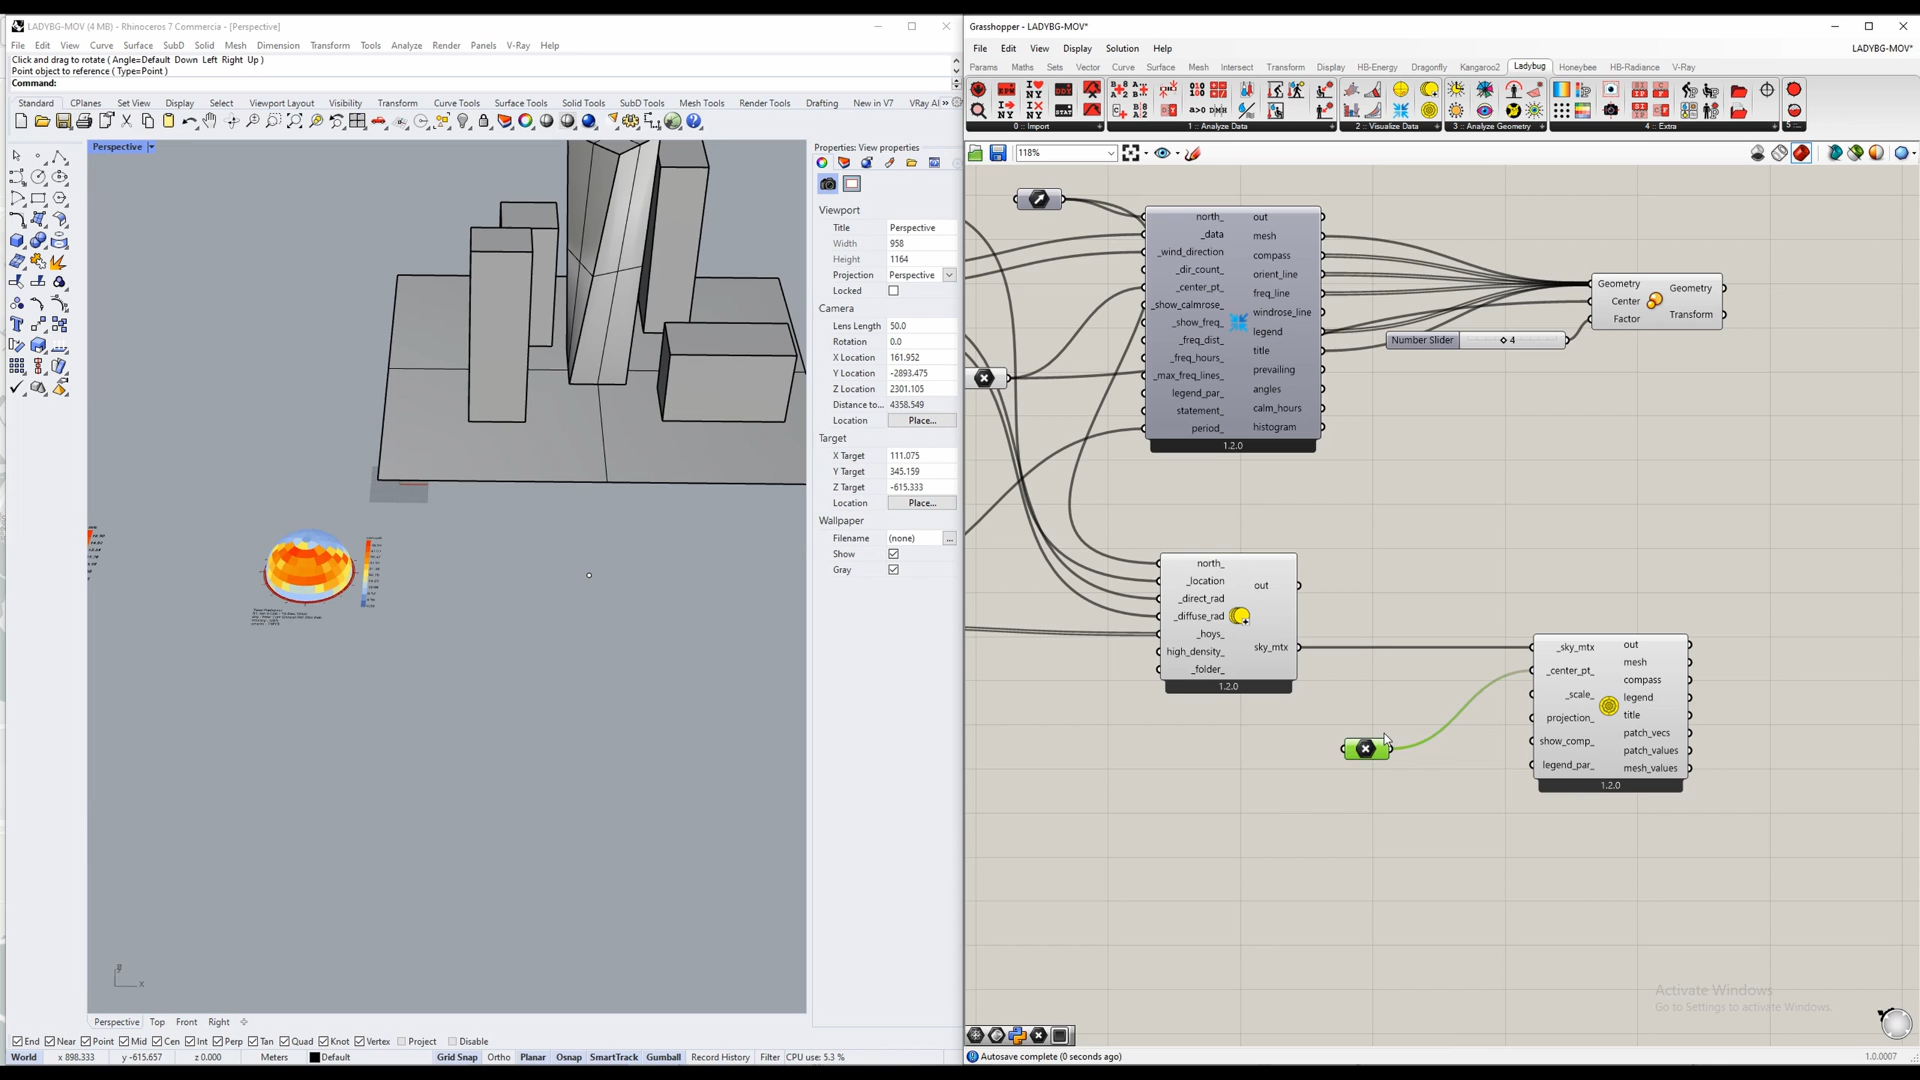 LADYBG-MOV (4 MB) - Rhinoceros 7 Commercia - [Perspective]
File Edit View Curve Surface SubD Solid Mesh Dimension Transform Tools Analyze Render Panels V-Ray Help
Click and drag to rotate ( Angle=Default Down Left Right Up )
Point object to reference ( Type=Point )
Command:
Standard CPlanes Set View Display Select Viewport Layout Visibility Transform Curve Tools Surface Tools Solid Tools SubD Tools Mesh Tools Render Tools Drafting New in V7 VRay Al »
Perspective
Properties: View properties
Viewport
Title Perspective
Width 958
Height 1164
Projection Perspective
Locked
Camera
Lens Length 50.0
Rotation 0.0
X Location 161.952
Y Location -2893.475
Z Location 2301.105
Distance to... 4358.549
Location Place...
Target
X Target 111.075
Y Target 345.159
Z Target -615.333
Location Place...
Wallpaper
Filename (none) ...
Show
Gray
x
Perspective Top Front Right
End Near Point Mid Cen Int Perp Tan Quad Knot Vertex Project Disable
World x 898.333 y -615.657 z 0.000 Meters Default Grid Snap Ortho Planar Osnap SmartTrack Gumball Record History Filter CPU use: 5.3 %
Grasshopper - LADYBG-MOV*
File Edit View Display Solution Help LADYBG-MOV*
Params Maths Sets Vector Curve Surface Mesh Intersect Transform Display HB-Energy Dragonfly Kangaroo2 Ladybug Honeybee HB-Radiance V-Ray
0 :: Import 1 :: Analyze Data 2 :: Visualize Data 3 :: Analyze Geometry 4 :: Extra 5 ::
118%
north_
_data
_wind_direction
_dir_count_
_center_pt_
_show_calmrose_
_show_freq_
_freq_dist_
_freq_hours_
_max_freq_lines_
legend_par_
statement_
period_
out
mesh
compass
orient_line
freq_line
windrose_line
legend
title
prevailing
angles
calm_hours
histogram
1.2.0
Number Slider 4
Geometry
Center
Factor
Geometry
Transform
north_
_location
_direct_rad
_diffuse_rad
_hoys_
high_density_
_folder_
out
sky_mtx
1.2.0
_sky_mtx
_center_pt_
_scale_
projection_
show_comp_
legend_par_
out
mesh
compass
legend
title
patch_vecs
patch_values
mesh_values
1.2.0
Activate Windows
Go to Settings to activate Windows.
Autosave complete (0 seconds ago) 1.0.0007